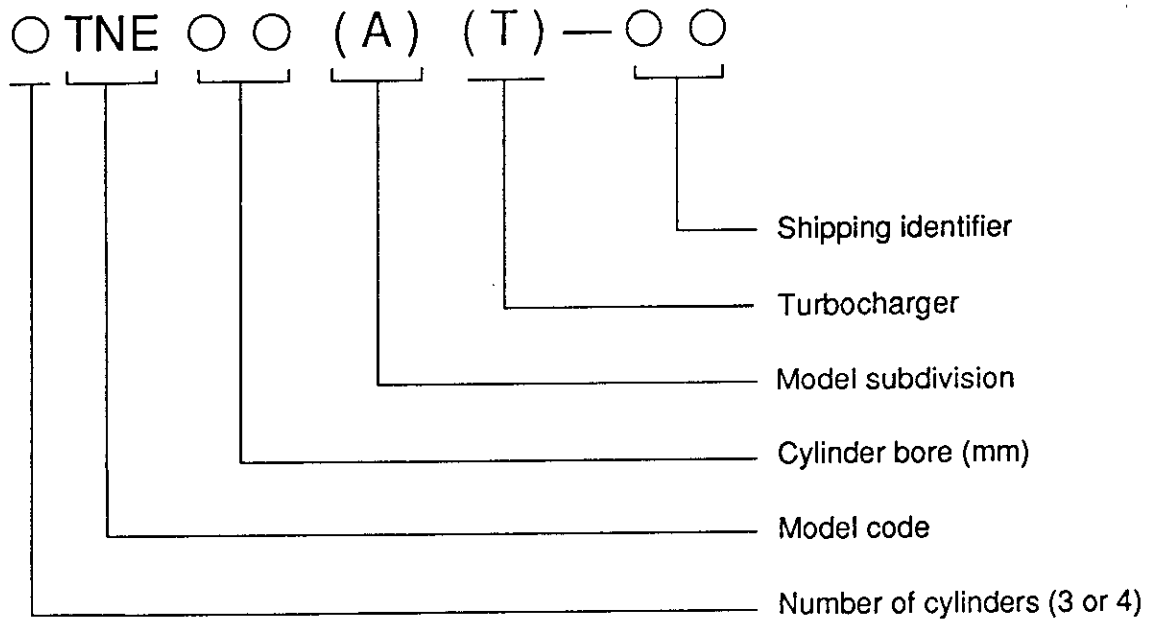 ○ TNE ○ ○ (A) (T) — ○ ○
Shipping identifier
Turbocharger
Model subdivision
Cylinder bore (mm)
Model code
Number of cylinders (3 or 4)